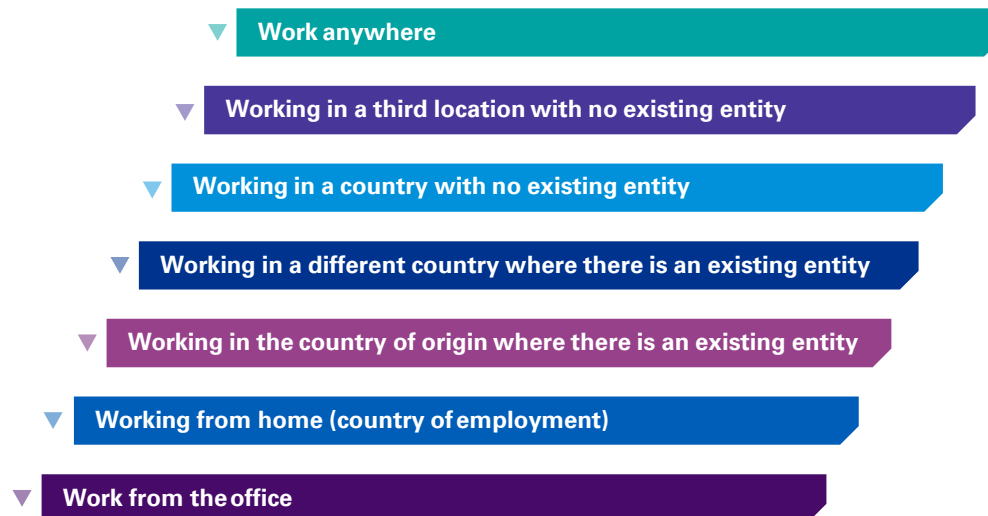 Work anywhere
Working in a third location with no existing entity
Working in a country with no existing entity
Working in a different country where there is an existing entity
Working in the country of origin where there is an existing entity
Working from home (country of employment)
Work from the office